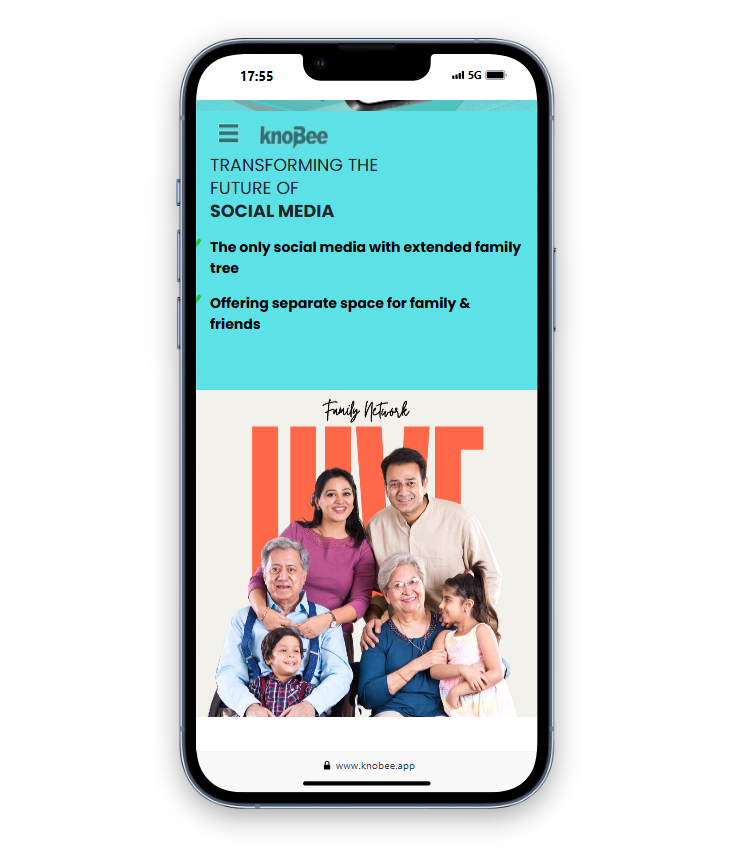 17:55
5G
knoBee
TRANSFORMING THE
FUTURE OF
SOCIAL MEDIA
The only social media with extended family
tree
Offering separate space for family &
friends
Family Network
LOVE
www.knobee.app